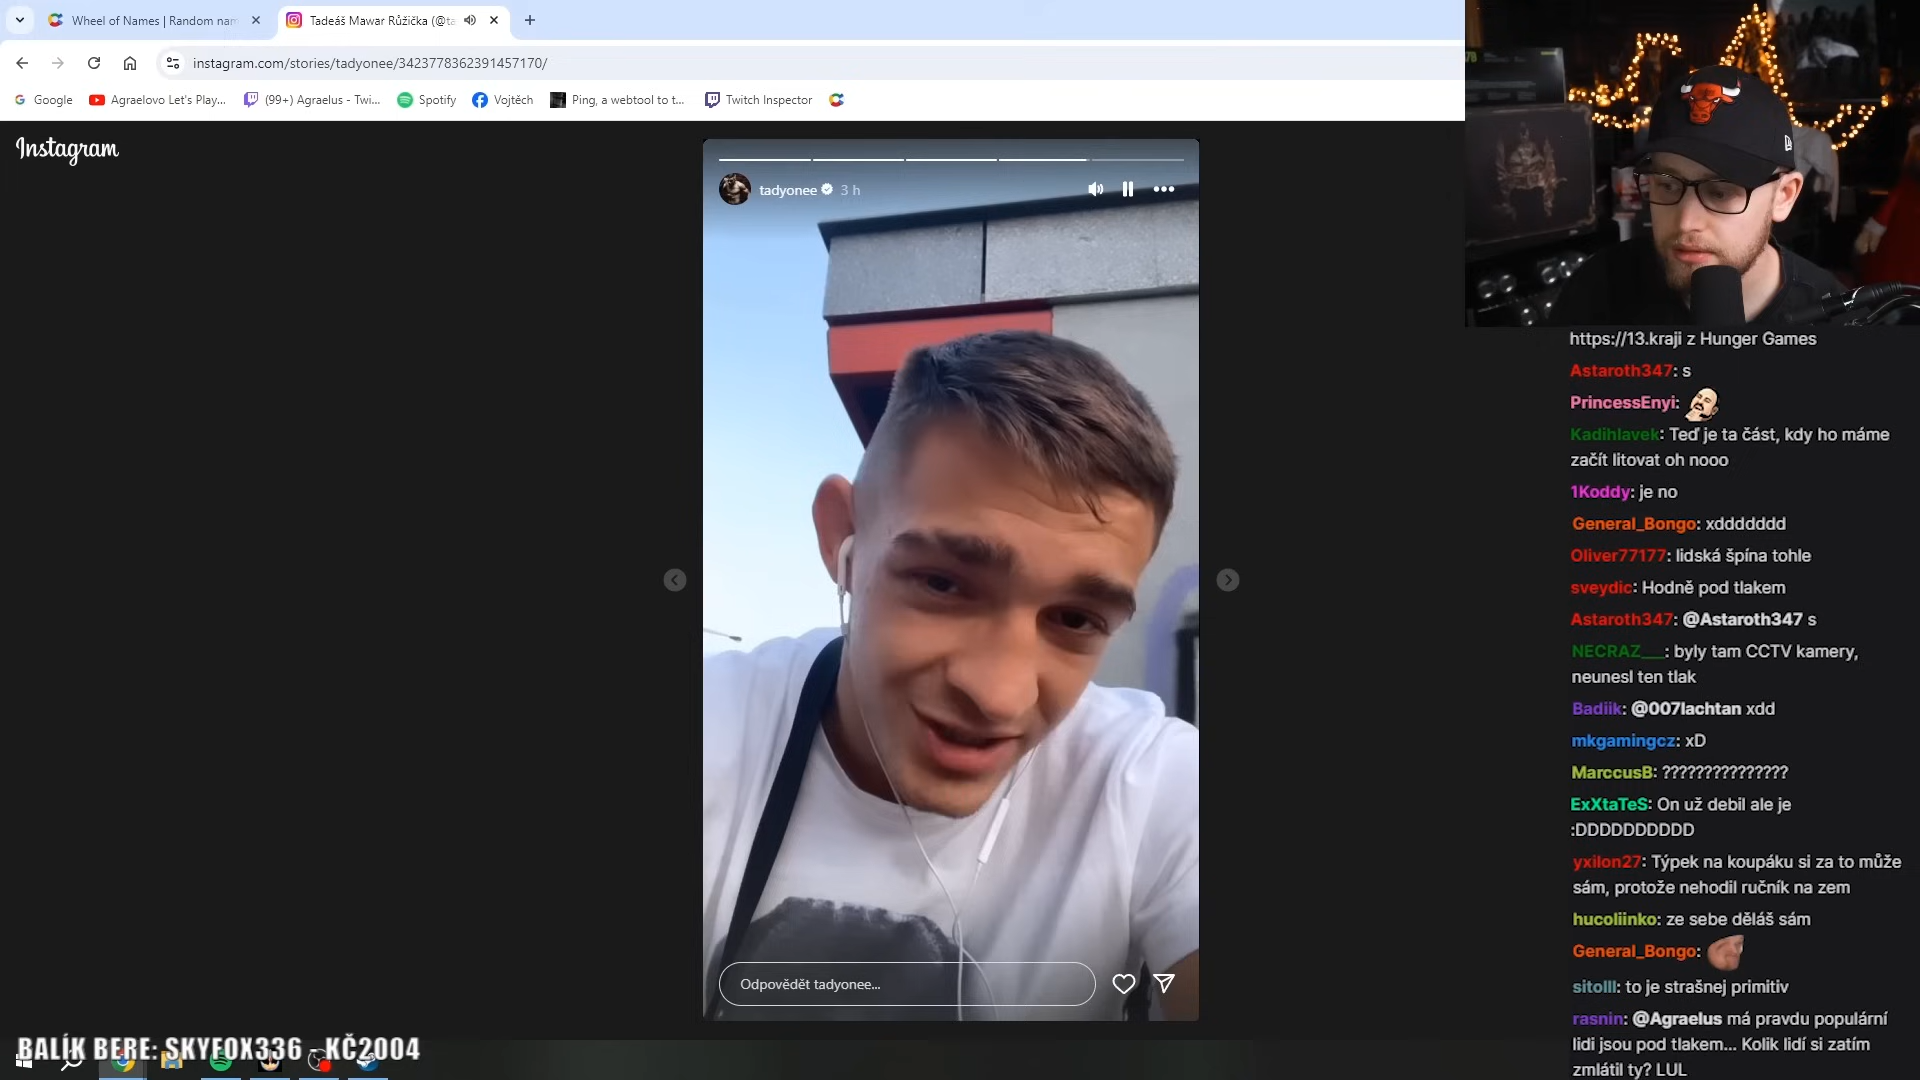 Wheel of Names | Random nam
Tadeáš Mawar Růžička (@ta
instagram.com/stories/tadyonee/3423778362391457170/
Google
Agraelovo Let's Play...
(99+) Agraelus - Twi...
Spotify
Vojtěch
Ping, a webtool to t...
Twitch Inspector
Instagram
tadyonee 3 h
Odpovědět tadyonee...
https://13.kraji z Hunger Games
Astaroth347: s
PrincessEnyi:
Kadihlavek: Teď je ta část, kdy ho máme
začít litovat oh nooo
1Koddy: je no
General_Bongo: xddddddd
Oliver77177: lidská špína tohle
sveydic: Hodně pod tlakem
Astaroth347: @Astaroth347 s
NECRAZ___: byly tam CCTV kamery,
neunesl ten tlak
Badiik: @007lachtan xdd
mkgamingcz: xD
MarccusB: ???????????????
ExXtaTeS: On už debil ale je
:DDDDDDDDDD
yxilon27: Týpek na koupáku si za to může
sám, protože nehodil ručník na zem
hucoliinko: ze sebe děláš sám
General_Bongo:
sitolll: to je strašnej primitiv
rasnin: @Agraelus má pravdu populární
lidi jsou pod tlakem... Kolik lidí si zatím
zmlátil ty? LUL
BALÍK BERE: SKYFOX336 - KČ2004